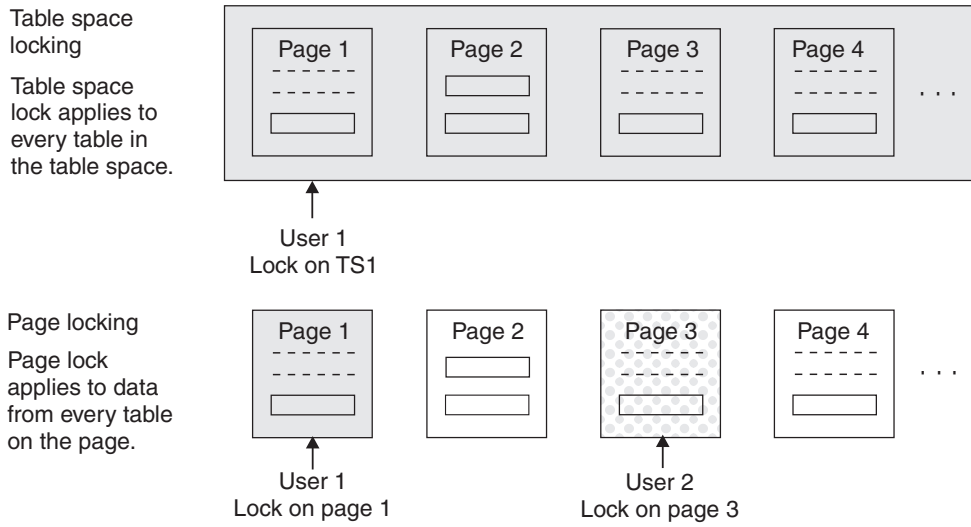 Table space
locking
Table space
lock applies to
every table in
the table space.
Page 1
Page 2
Page 3
Page 4
. . .
User 1
Lock on TS1
Page locking
Page lock
applies to data
from every table
on the page.
Page 1
Page 2
Page 3
Page 4
. . .
User 1
Lock on page 1
User 2
Lock on page 3